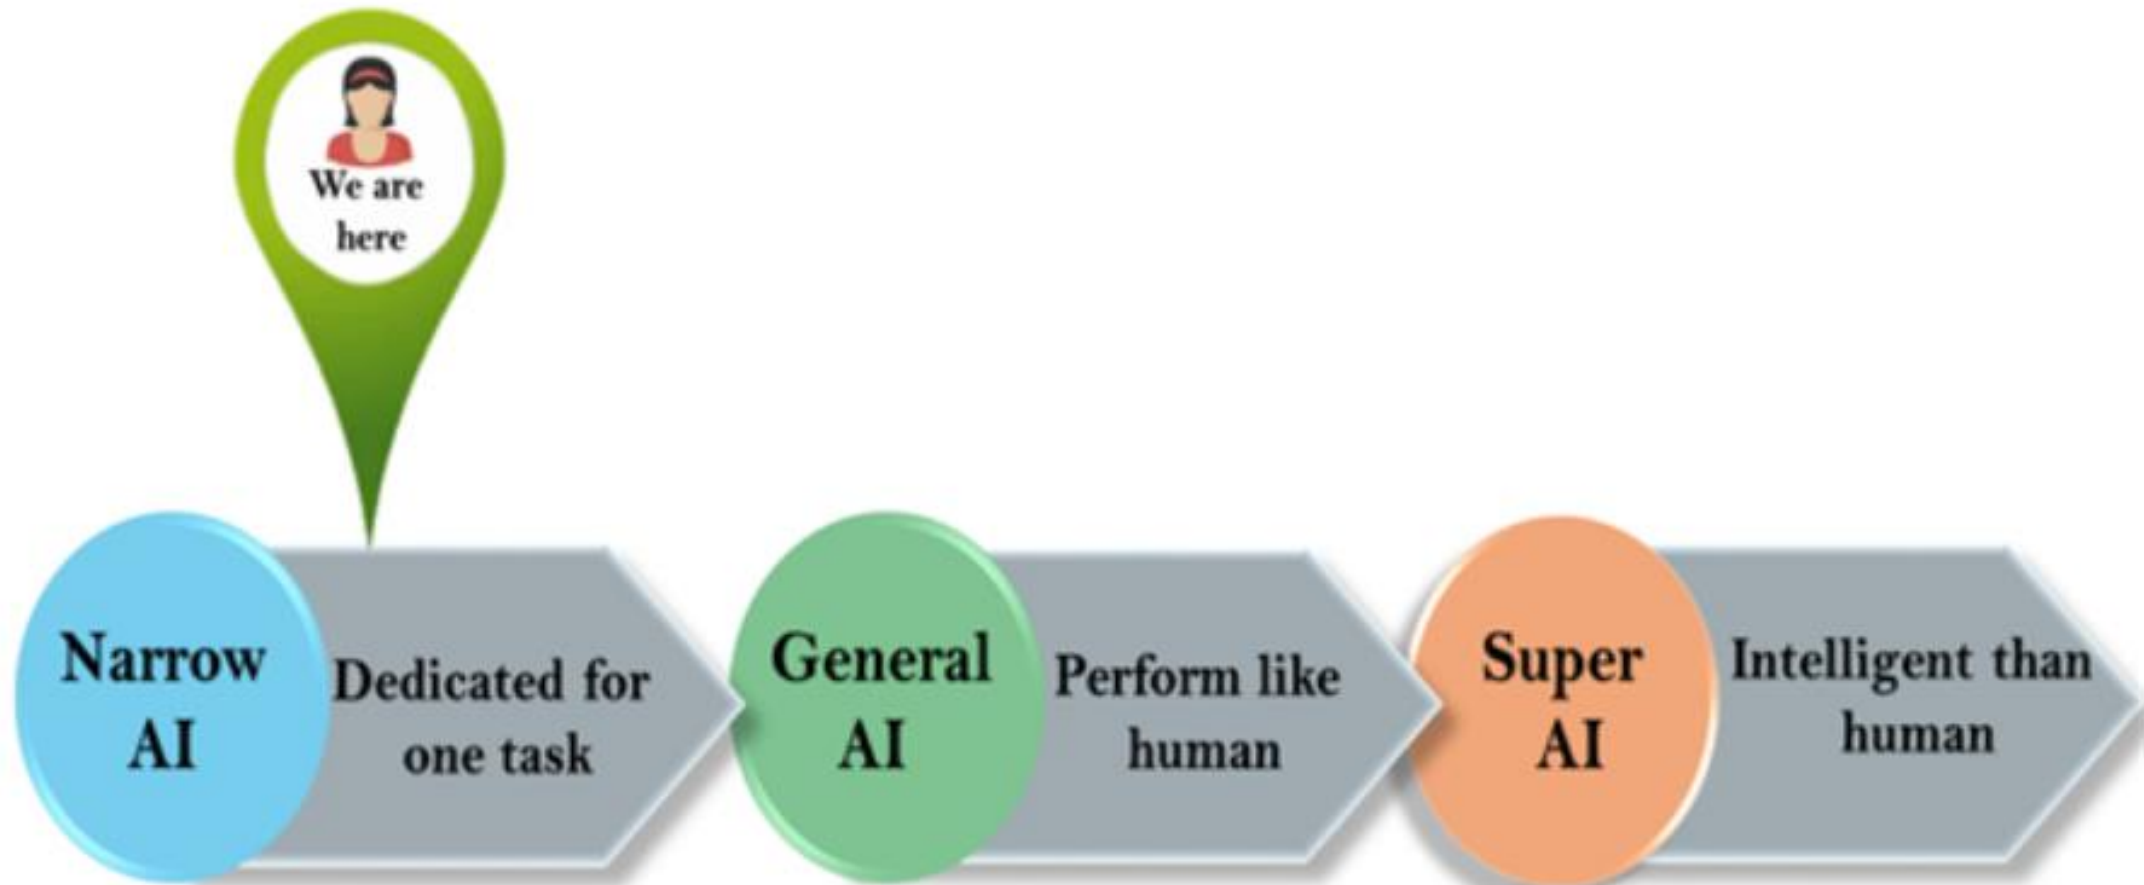 We are
here
Narrow
AI
Dedicated for
one task
General
AI
Perform like
human
Super
AI
Intelligent than
human